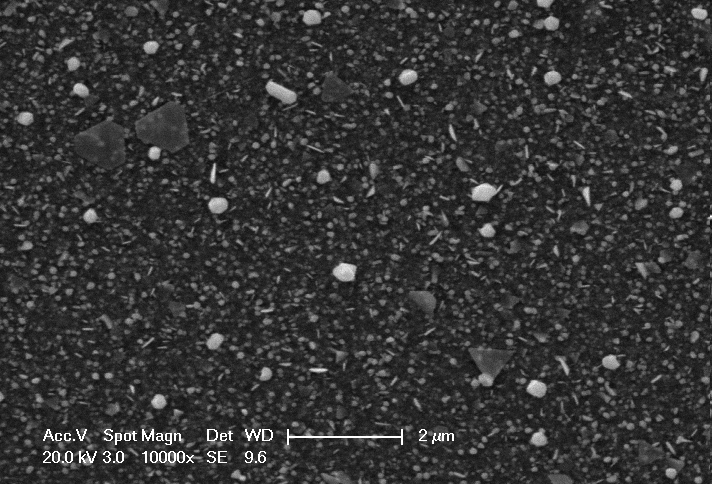 Acc.V Spot Magn Det WD 2 µm
20.0 kV 3.0 10000x SE 9.6